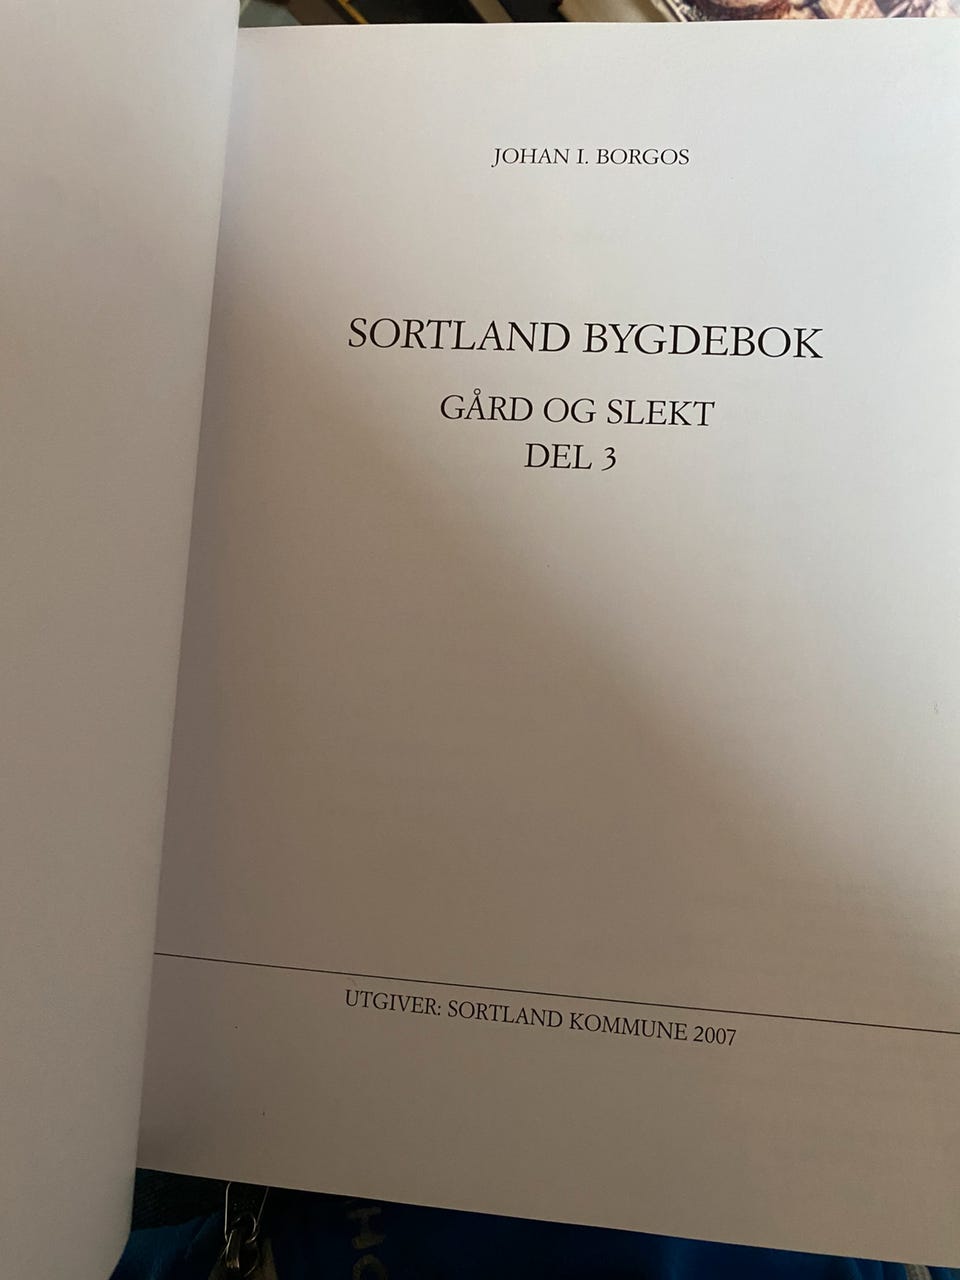 JOHAN I. BORGOS
SORTLAND BYGDEBOK
GÅRD OG SLEKT
DEL 3
UTGIVER: SORTLAND KOMMUNE 2007